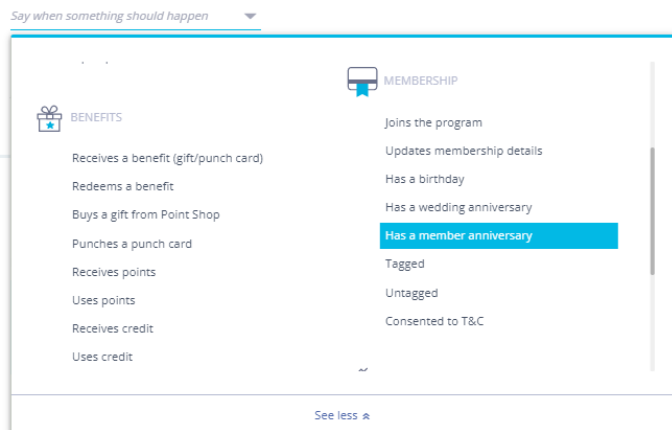 Say when something should happen
BENEFITS
Receives a benefit (gift/punch card)
Redeems a benefit
Buys a gift from Point Shop
Punches a punch card
Receives points
Uses points
Receives credit
Uses credit
MEMBERSHIP
Joins the program
Updates membership details
Has a birthday
Has a wedding anniversary
Has a member anniversary
Tagged
Untagged
Consented to T&C
See less